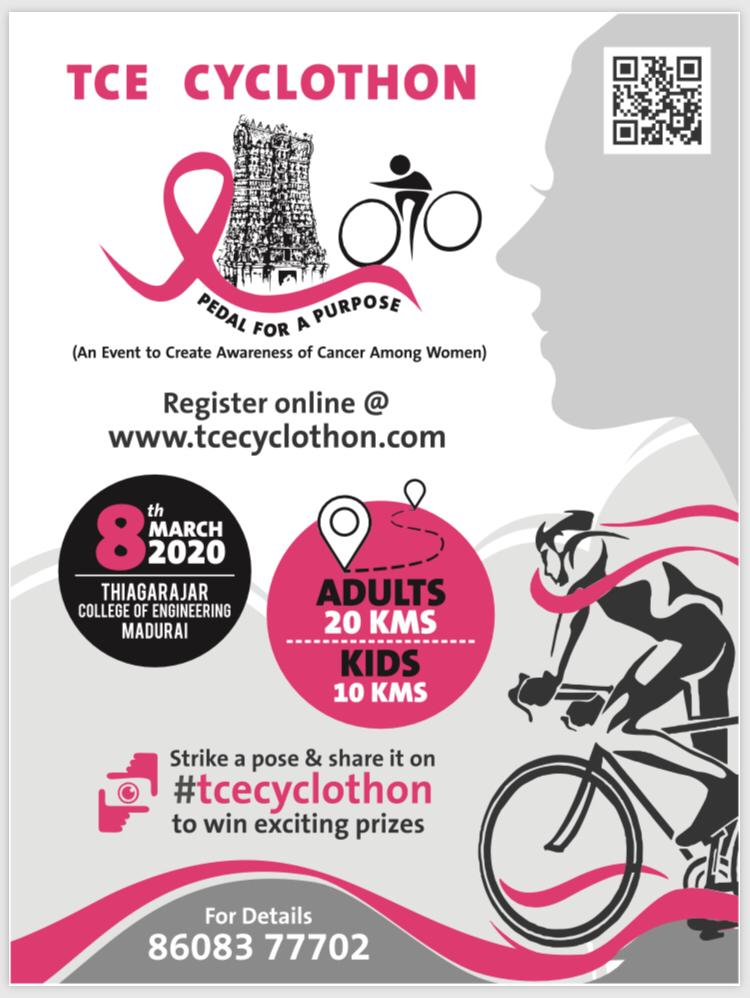 TCE CYCLOTHON
PEDAL FOR A PURPOSE
(An Event to Create Awareness of Cancer Among Women)
Register online @
www.tcecyclothon.com
8th
MARCH
2020
THIAGARAJAR
COLLEGE OF ENGINEERING
MADURAI
ADULTS
20 KMS
KIDS
10 KMS
Strike a pose & share it on
#tcecyclothon
to win exciting prizes
For Details
86083 77702